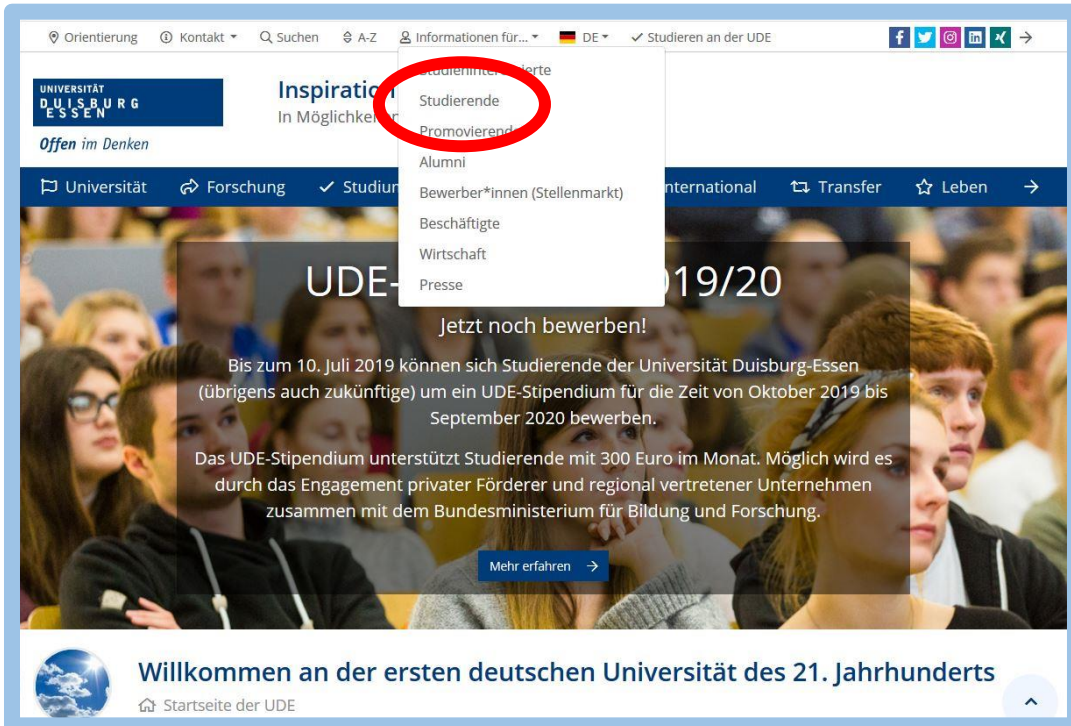 Orientierung Kontakt Suchen A-Z Informationen für... DE Studieren an der UDE
Studierende
Promovierende
Alumni
Bewerber*innen (Stellenmarkt)
Beschäftigte
Wirtschaft
Presse
UNIVERSITÄT
DUISBURG
ESSEN
Offen im Denken
In
Universität Forschung International Transfer Leben
UDE- 19/20
Jetzt noch bewerben!
Bis zum 10. Juli 2019 können sich Studierende der Universität Duisburg-Essen
(übrigens auch zukünftige) um ein UDE-Stipendium für die Zeit von Oktober 2019 bis
September 2020 bewerben.
Das UDE-Stipendium unterstützt Studierende mit 300 Euro im Monat. Möglich wird es
durch das Engagement privater Förderer und regional vertretener Unternehmen
zusammen mit dem Bundesministerium für Bildung und Forschung.
Mehr erfahren
Willkommen an der ersten deutschen Universität des 21. Jahrhunderts
Startseite der UDE